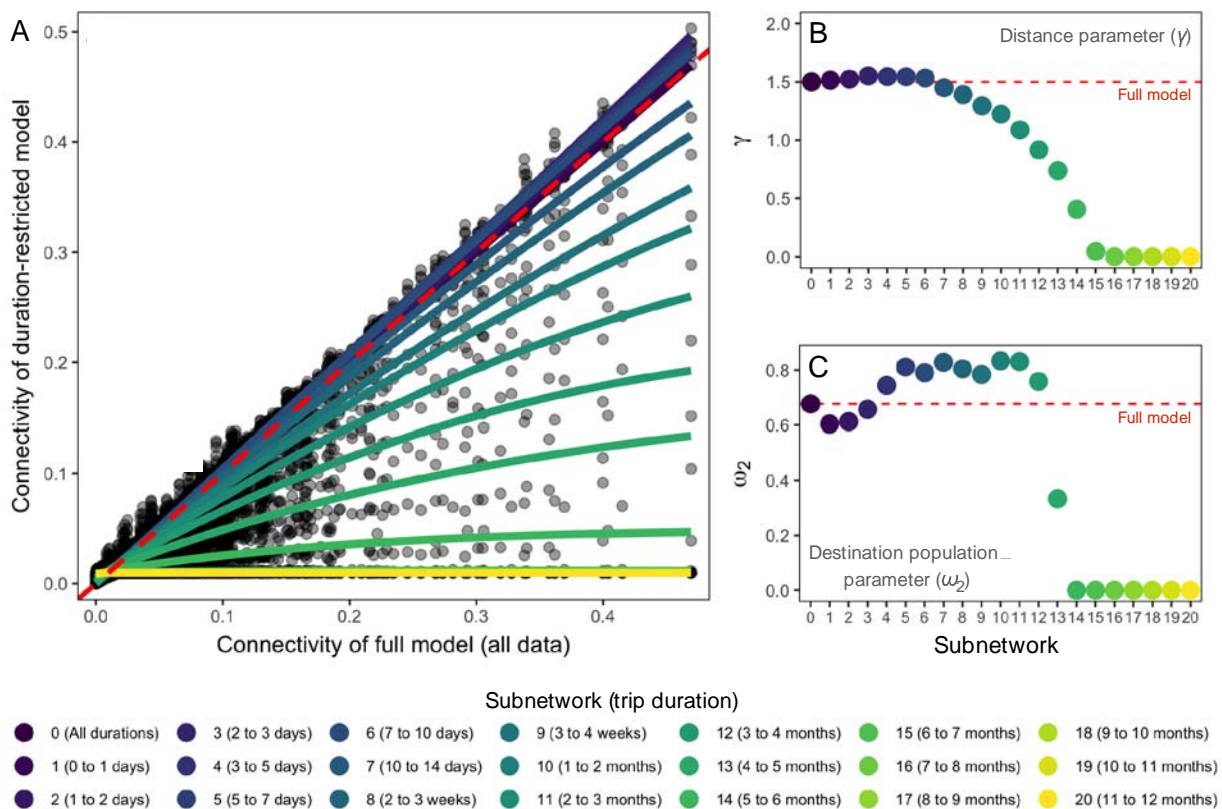 A
Connectivity of duration-restricted model
0.5
0.4
0.3
0.2
0.1
0.0
0.0 0.1 0.2 0.3 0.4
Connectivity of full model (all data)
B
Distance parameter (γ)
Full model
γ
2.0
1.5
1.0
0.5
0.0
0 1 2 3 4 5 6 7 8 9 10 11 12 13 14 15 16 17 18 19 20
C
Full model
ω2
0.8
0.6
0.4
0.2
0.0
Destination population
parameter (ω2)
0 1 2 3 4 5 6 7 8 9 10 11 12 13 14 15 16 17 18 19 20
Subnetwork
Subnetwork (trip duration)
0 (All durations) 3 (2 to 3 days) 6 (7 to 10 days) 9 (3 to 4 weeks) 12 (3 to 4 months) 15 (6 to 7 months) 18 (9 to 10 months)
1 (0 to 1 days) 4 (3 to 5 days) 7 (10 to 14 days) 10 (1 to 2 months) 13 (4 to 5 months) 16 (7 to 8 months) 19 (10 to 11 months)
2 (1 to 2 days) 5 (5 to 7 days) 8 (2 to 3 weeks) 11 (2 to 3 months) 14 (5 to 6 months) 17 (8 to 9 months) 20 (11 to 12 months)